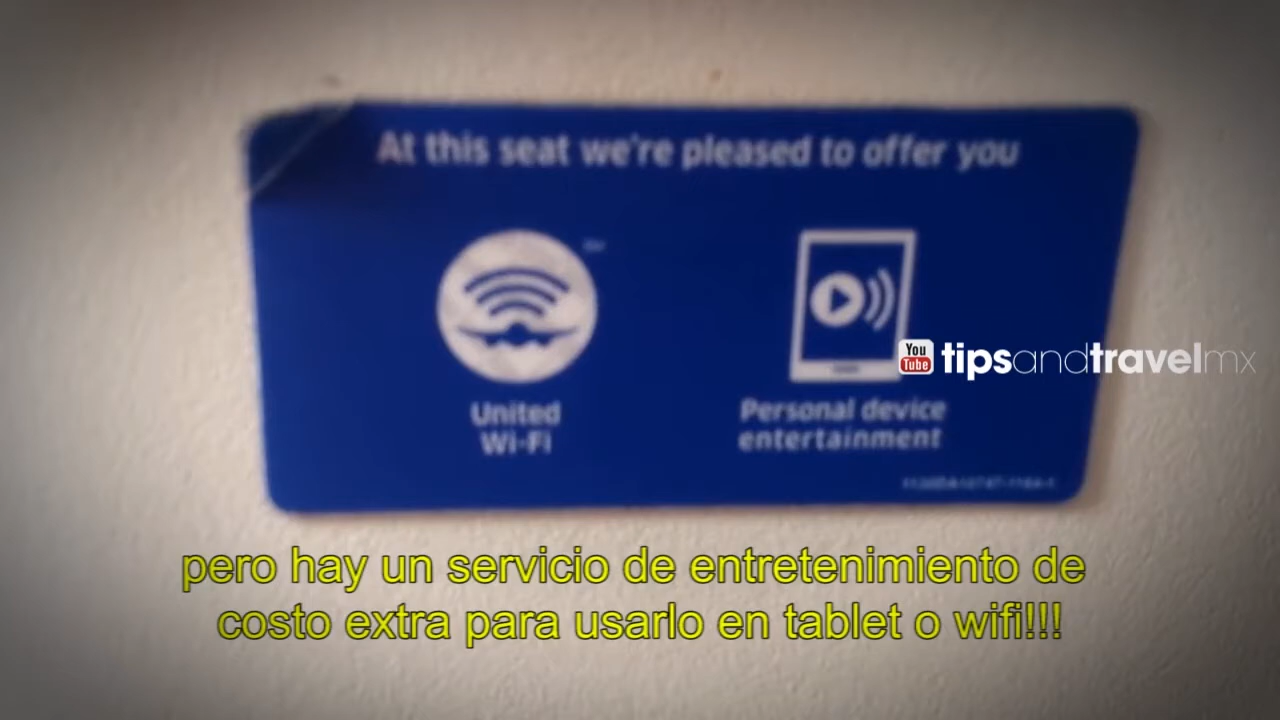 At this seat we're pleased to offer you
United
Wi-Fi
Personal device
entertainment
You
Tube
tipsandtravelmx
pero hay un servicio de entretenimiento de
costo extra para usarlo en tablet o wifi!!!